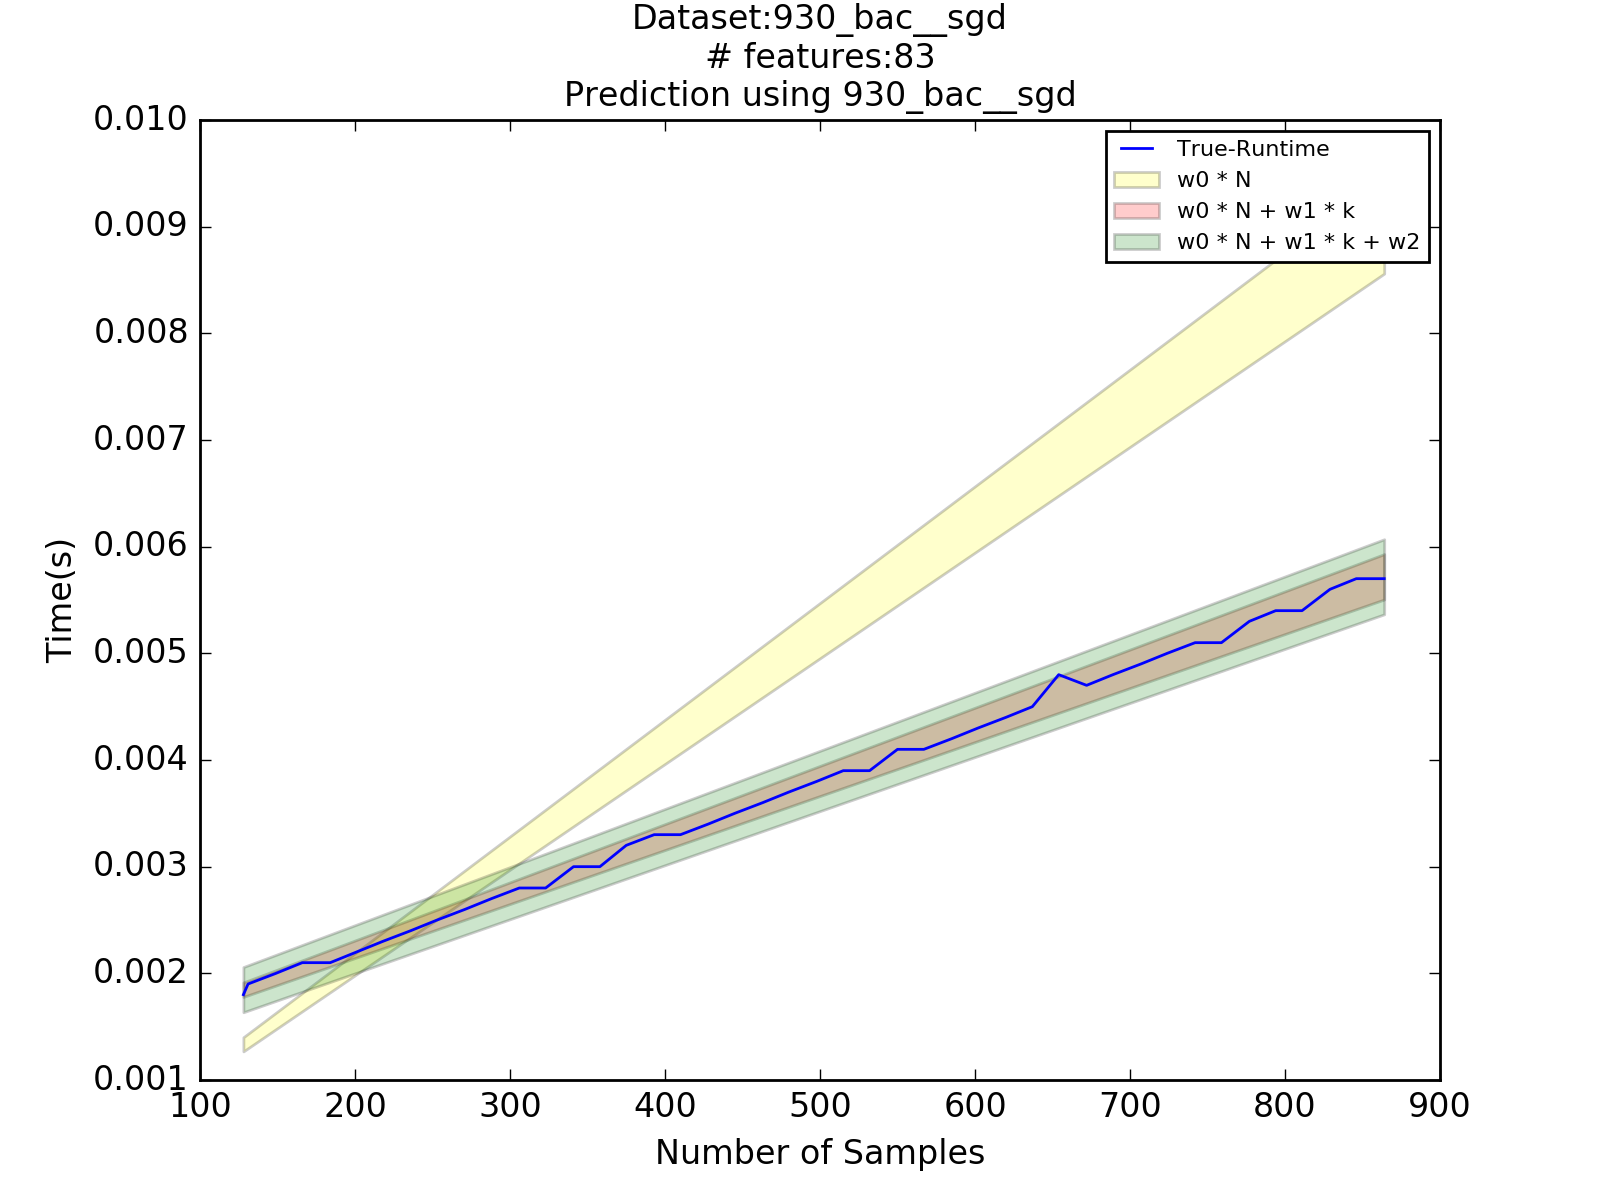 Dataset:930_bac__sgd
# features:83
Prediction using 930_bac__sgd
0.010
0.009
0.008
0.007
0.006
0.005
0.004
0.003
0.002
0.001
Time(s)
True-Runtime
w0 * N
w0 * N + w1 * k
w0 * N + w1 * k + w2
100 200 300 400 500 600 700 800 900
Number of Samples